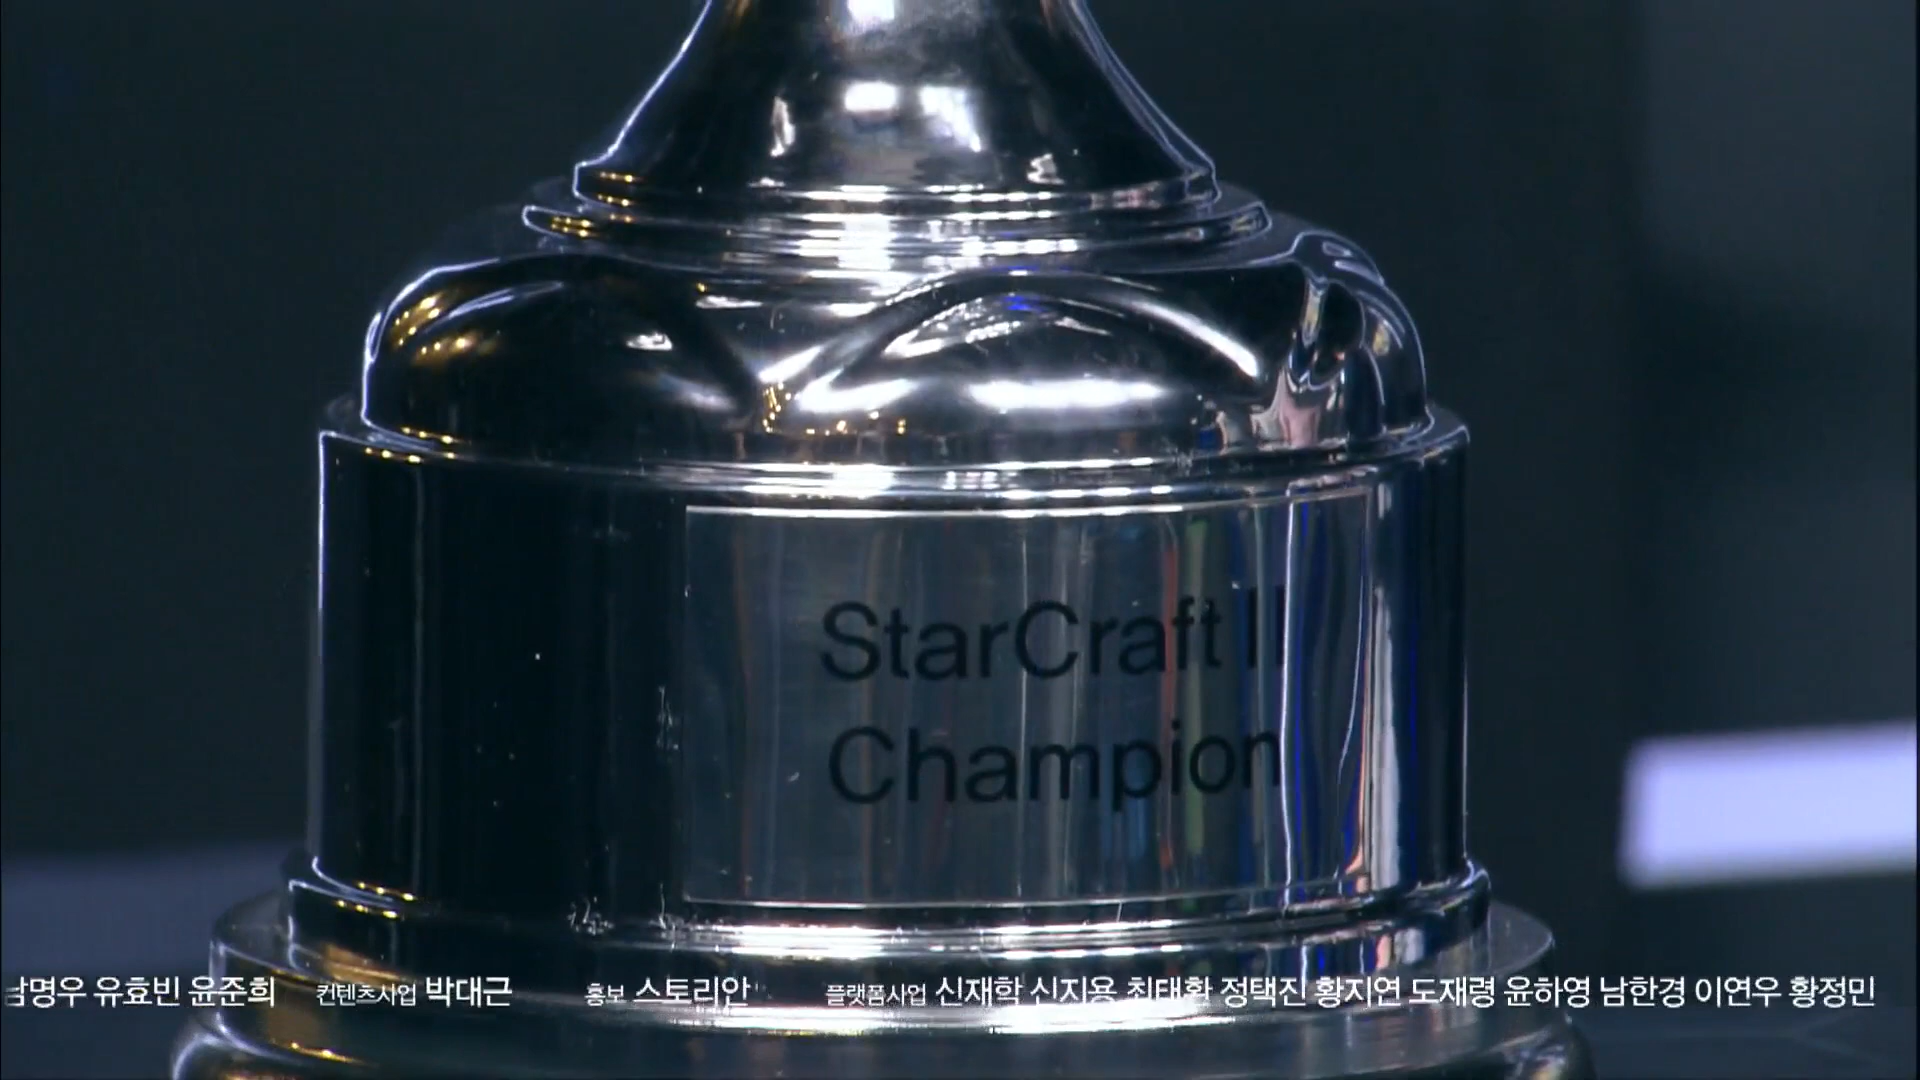 StarCraft II
Champion
남명우 유효빈 윤준희 컨텐츠사업 박대근 홍보 스토리안 플랫폼사업 신재학 신지용 최태환 정택진 황지연 도재령 윤하영 남한경 이연우 황정민